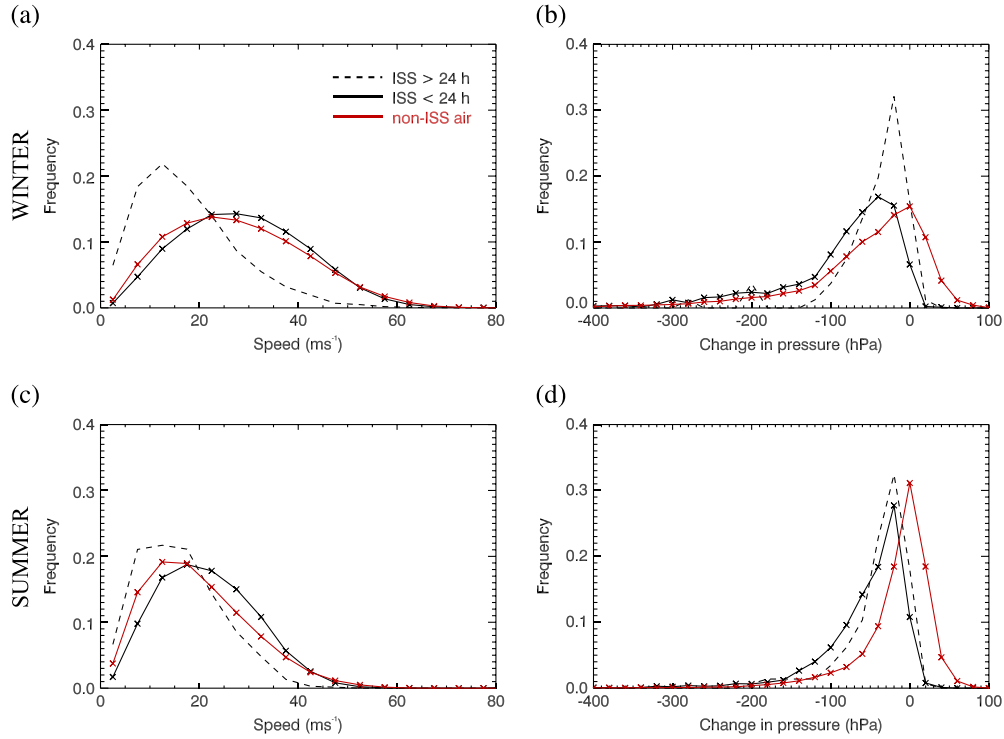 (a)
WINTER
Frequency
0.4
0.3
0.2
0.1
0.0
ISS > 24 h
ISS < 24 h
non-ISS air
0
20
40
60
80
Speed (ms⁻¹)
(b)
Frequency
0.4
0.3
0.2
0.1
0.0
-400
-300
-200
-100
0
100
Change in pressure (hPa)
(c)
SUMMER
Frequency
0.4
0.3
0.2
0.1
0.0
0
20
40
60
80
Speed (ms⁻¹)
(d)
Frequency
0.4
0.3
0.2
0.1
0.0
-400
-300
-200
-100
0
100
Change in pressure (hPa)